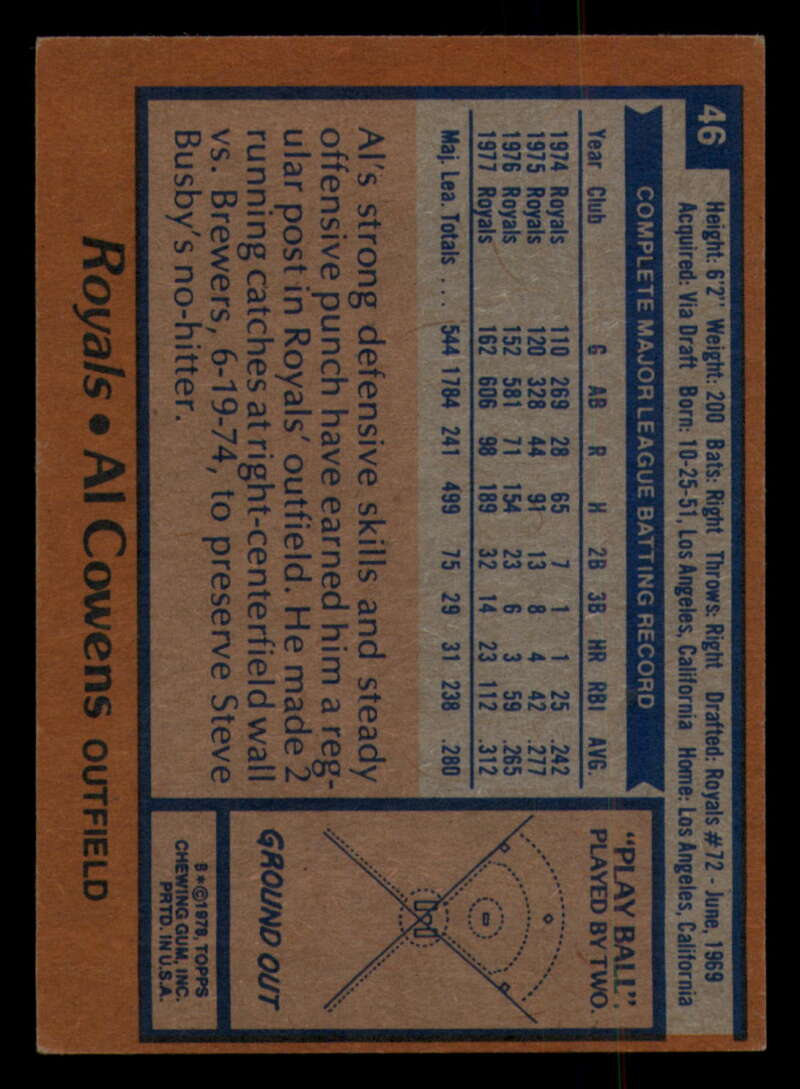 46
Height: 6'2" Weight: 200 Bats: Right Throws: Right Drafted: Royals #72 - June, 1969
Acquired: Via Draft Born: 10-25-51, Los Angeles, California Home: Los Angeles, California
COMPLETE MAJOR LEAGUE BATTING RECORD
Year Club G AB R H 2B 3B HR RBI AVG.
1974 Royals 110 269 28 65 7 1 1 25 .242
1975 Royals 120 328 44 91 13 8 4 42 .277
1976 Royals 152 581 71 154 23 6 3 59 .265
1977 Royals 162 606 98 189 32 14 23 112 .312
Maj. Lea. Totals .... 544 1784 241 499 75 29 31 238 .280
Al's strong defensive skills and steady
offensive punch have earned him a reg-
ular post in Royals' outfield. He made 2
running catches at right-centerfield wall
vs. Brewers, 6-19-74, to preserve Steve
Busby's no-hitter.
"PLAY BALL".
PLAYED BY TWO.
GROUND OUT
B*©1978, TOPPS
CHEWING GUM, INC.
PRTD. IN U.S.A.
Royals • Al Cowens OUTFIELD